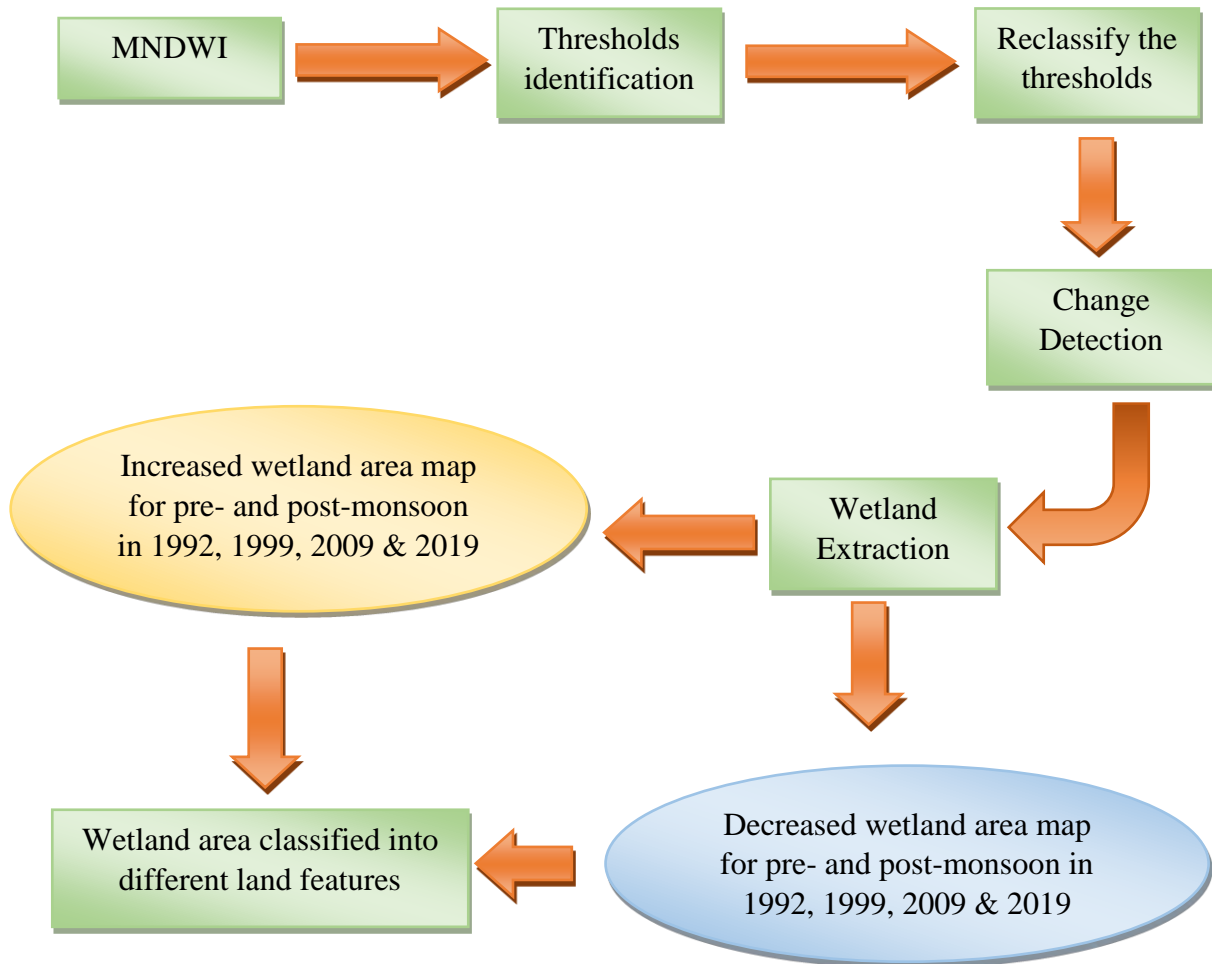 MNDWI
Thresholds
identification
Reclassify the
thresholds
Change
Detection
Wetland
Extraction
Increased wetland area map
for pre- and post-monsoon
in 1992, 1999, 2009 & 2019
Decreased wetland area map
for pre- and post-monsoon in
1992, 1999, 2009 & 2019
Wetland area classified into
different land features